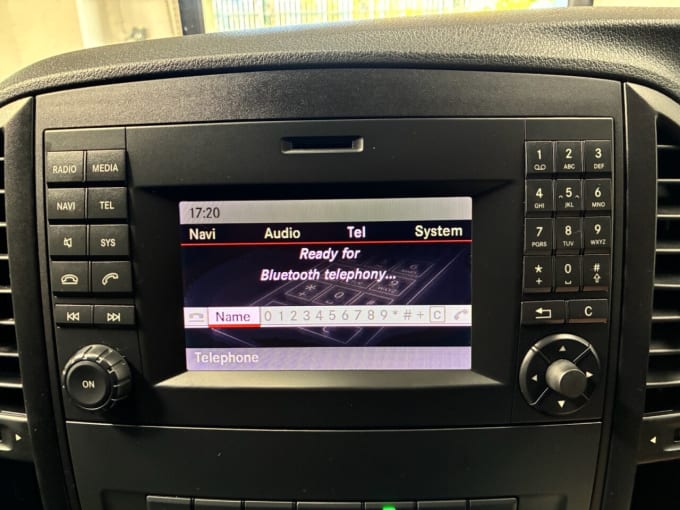 RADIO MEDIA
NAVI TEL
SYS
ON
17:20
Navi Audio Tel System
Ready for
Bluetooth telephony...
Name 0 1 2 3 4 5 6 7 8 9 * # + C
Telephone
1 2 ABC 3 DEF
4 GHI 5 JKL 6 MNO
7 PQRS 8 TUV 9 WXYZ
* + 0 #
C